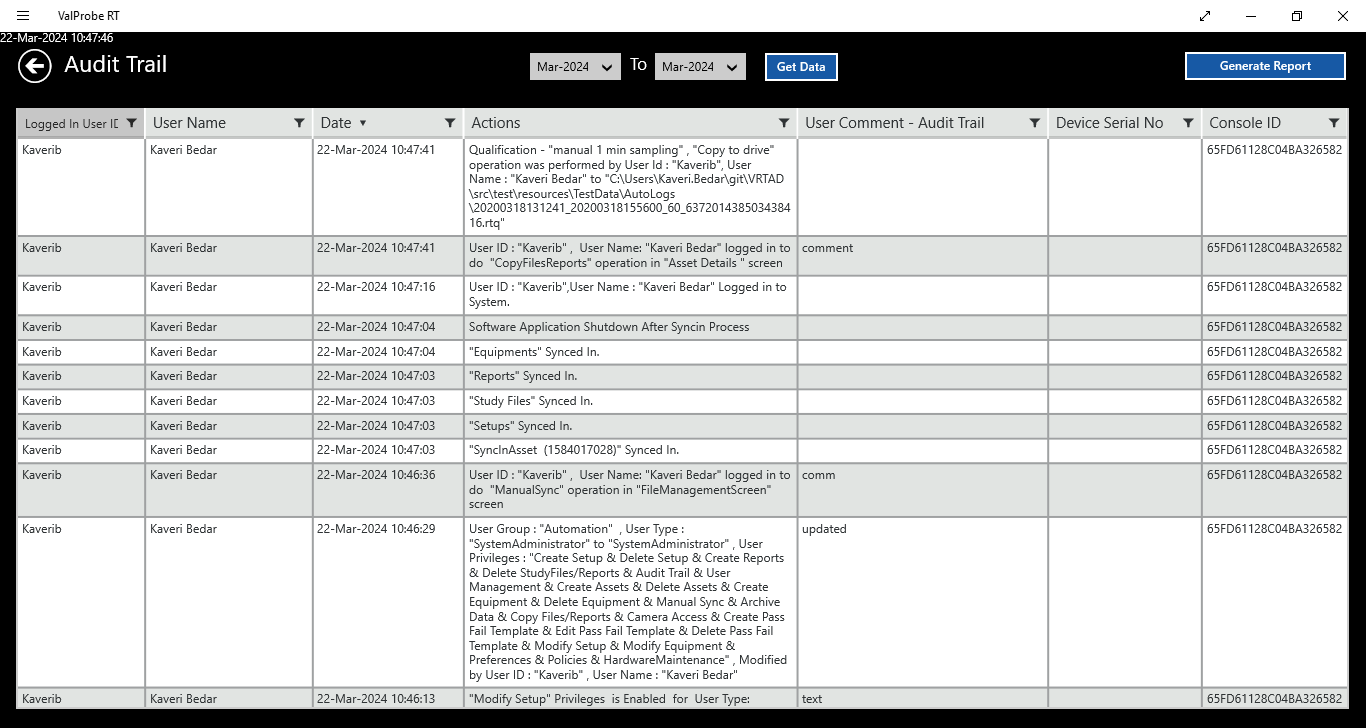 ValProbe RT
22-Mar-2024 10:47:46
Audit Trail
Mar-2024 To Mar-2024 Get Data Generate Report
Logged In User ID User Name Date Actions User Comment - Audit Trail Device Serial No Console ID
Kaverib Kaveri Bedar 22-Mar-2024 10:47:41 Qualification - "manual 1 min sampling" , "Copy to drive" 65FD61128C04BA326582
operation was performed by User Id : "Kaverib", User
Name : "Kaveri Bedar" to "C:\Users\Kaveri.Bedar\git\VRTAD
\src\test\resources\TestData\AutoLogs
\20200318131241_20200318155600_60_6372014385034384
16.rtq"
Kaverib Kaveri Bedar 22-Mar-2024 10:47:41 User ID : "Kaverib" ,  User Name: "Kaveri Bedar" logged in to comment 65FD61128C04BA326582
do  "CopyFilesReports" operation in "Asset Details " screen
Kaverib Kaveri Bedar 22-Mar-2024 10:47:16 User ID : "Kaverib",User Name : "Kaveri Bedar" Logged in to 65FD61128C04BA326582
System.
Kaverib Kaveri Bedar 22-Mar-2024 10:47:04 Software Application Shutdown After Syncin Process 65FD61128C04BA326582
Kaverib Kaveri Bedar 22-Mar-2024 10:47:04 "Equipments" Synced In. 65FD61128C04BA326582
Kaverib Kaveri Bedar 22-Mar-2024 10:47:03 "Reports" Synced In. 65FD61128C04BA326582
Kaverib Kaveri Bedar 22-Mar-2024 10:47:03 "Study Files" Synced In. 65FD61128C04BA326582
Kaverib Kaveri Bedar 22-Mar-2024 10:47:03 "Setups" Synced In. 65FD61128C04BA326582
Kaverib Kaveri Bedar 22-Mar-2024 10:47:03 "SyncInAsset  (1584017028)" Synced In. 65FD61128C04BA326582
Kaverib Kaveri Bedar 22-Mar-2024 10:46:36 User ID : "Kaverib" ,  User Name: "Kaveri Bedar" logged in to comm 65FD61128C04BA326582
do  "ManualSync" operation in "FileManagementScreen"
screen
Kaverib Kaveri Bedar 22-Mar-2024 10:46:29 User Group : "Automation"  , User Type : updated 65FD61128C04BA326582
"SystemAdministrator" to "SystemAdministrator" , User
Privileges : "Create Setup & Delete Setup & Create Reports
& Delete StudyFiles/Reports & Audit Trail & User
Management & Create Assets & Delete Assets & Create
Equipment & Delete Equipment & Manual Sync & Archive
Data & Copy Files/Reports & Camera Access & Create Pass
Fail Template & Edit Pass Fail Template & Delete Pass Fail
Template & Modify Setup & Modify Equipment &
Preferences & Policies & HardwareMaintenance" , Modified
by User ID : "Kaverib" , User Name : "Kaveri Bedar"
Kaverib Kaveri Bedar 22-Mar-2024 10:46:13 "Modify Setup" Privileges  is Enabled  for  User Type: text 65FD61128C04BA326582